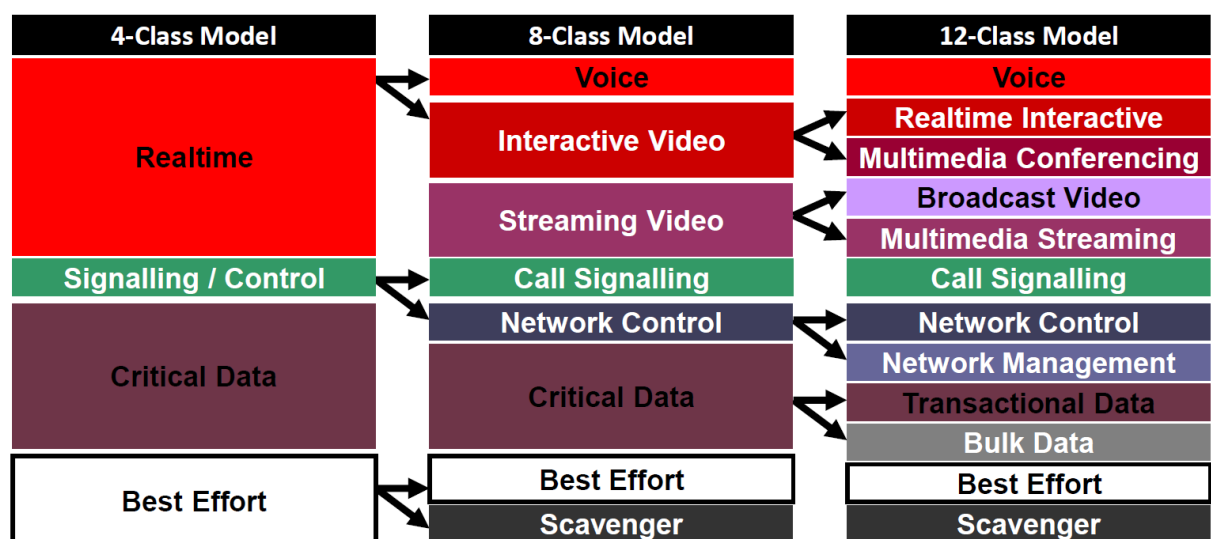 4-Class Model
Realtime
Signalling / Control
Critical Data
Best Effort
8-Class Model
Voice
Interactive Video
Streaming Video
Call Signalling
Network Control
Critical Data
Best Effort
Scavenger
12-Class Model
Voice
Realtime Interactive
Multimedia Conferencing
Broadcast Video
Multimedia Streaming
Call Signalling
Network Control
Network Management
Transactional Data
Bulk Data
Best Effort
Scavenger